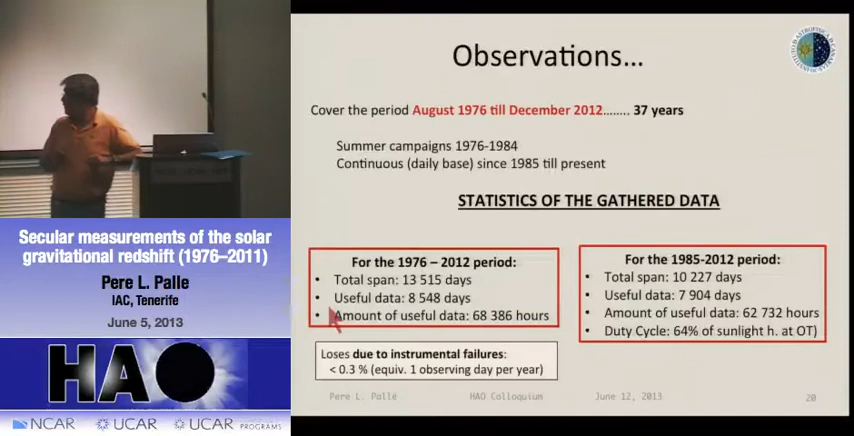 Observations…
Cover the period August 1976 till December 2012........ 37 years
Summer campaigns 1976-1984
Continuous (daily base) since 1985 till present
STATISTICS OF THE GATHERED DATA
For the 1976 – 2012 period:
• Total span: 13 515 days
• Useful data: 8 548 days
• Amount of useful data: 68 386 hours
For the 1985-2012 period:
• Total span: 10 227 days
• Useful data: 7 904 days
• Amount of useful data: 62 732 hours
• Duty Cycle: 64% of sunlight h. at OT)
Loses due to instrumental failures:
< 0.3 % (equiv. 1 observing day per year)
Pere L. Pallé HAO Colloquium June 12, 2013 20
Secular measurements of the solar
gravitational redshift (1976–2011)
Pere L. Palle
IAC, Tenerife
June 5, 2013
HAO
NCAR UCAR UCAR
PROGRAMS